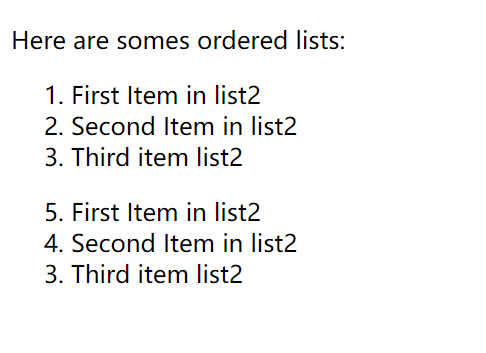 Here are somes ordered lists:
1. First Item in list2
2. Second Item in list2
3. Third item list2
5. First Item in list2
4. Second Item in list2
3. Third item list2